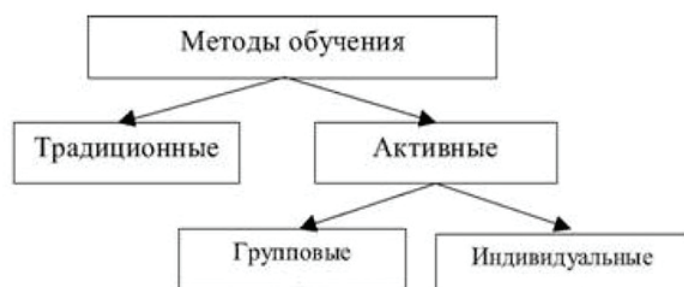 Методы обучения
Традиционные
Активные
Групповые
Индивидуальные